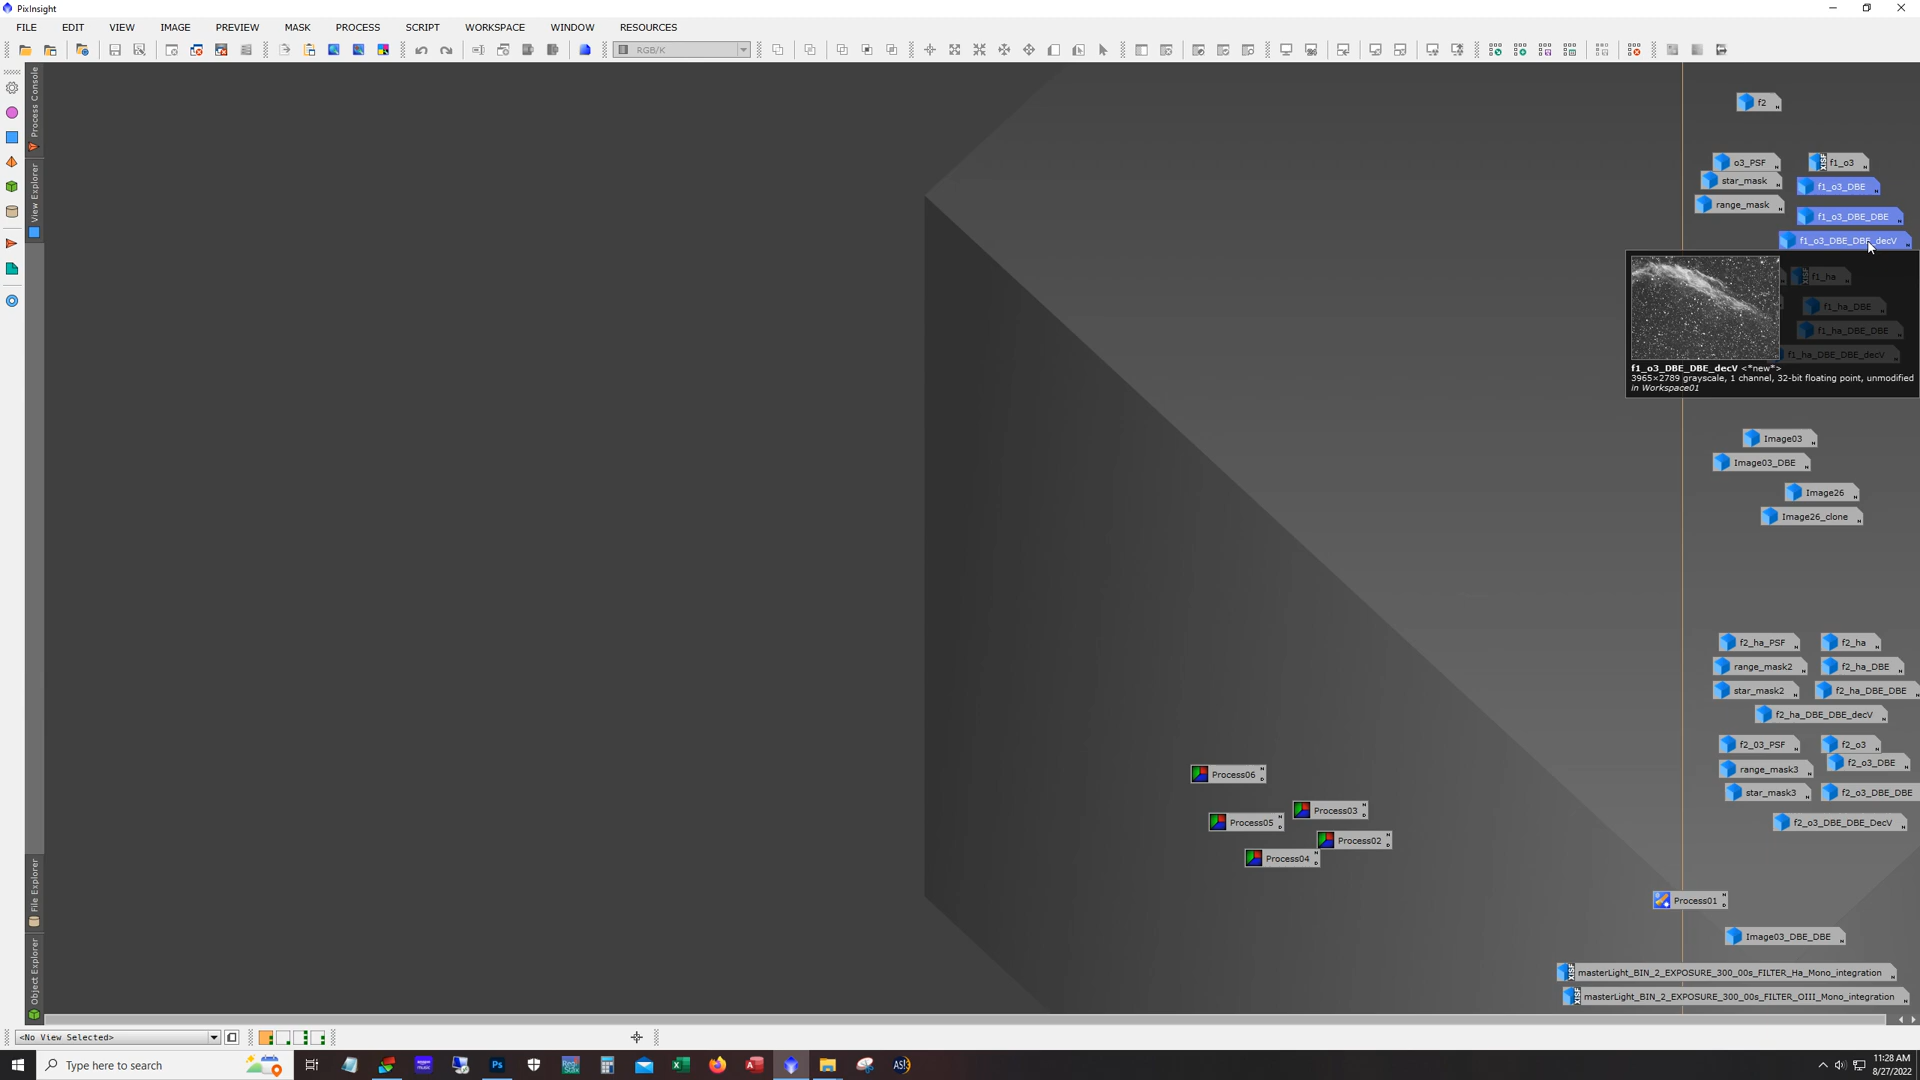 PixInsight
FILE EDIT VIEW IMAGE PREVIEW MASK PROCESS SCRIPT WORKSPACE WINDOW RESOURCES
RGB/K
Process Console
View Explorer
File Explorer
Object Explorer
f2
o3_PSF
f1_o3
star_mask
f1_o3_DBE
range_mask
f1_o3_DBE_DBE
f1_o3_DBE_DBE_decV
f1_ha
f1_ha_DBE
f1_ha_DBE_DBE
f1_ha_DBE_DBE_decV
f1_o3_DBE_DBE_decV <*new*>
3965×2789 grayscale, 1 channel, 32-bit floating point, unmodified
in Workspace01
Image03
Image03_DBE
Image26
Image26_clone
f2_ha_PSF
f2_ha
range_mask2
f2_ha_DBE
star_mask2
f2_ha_DBE_DBE
f2_ha_DBE_DBE_decV
f2_03_PSF
f2_o3
f2_o3_DBE
range_mask3
star_mask3
f2_o3_DBE_DBE
f2_o3_DBE_DBE_DecV
Process06
Process03
Process05
Process02
Process04
Process01
Image03_DBE_DBE
XISF masterLight_BIN_2_EXPOSURE_300_00s_FILTER_Ha_Mono_integration
XISF masterLight_BIN_2_EXPOSURE_300_00s_FILTER_OIII_Mono_integration
<No View Selected>
Type here to search
Ps
11:28 AM
8/27/2022